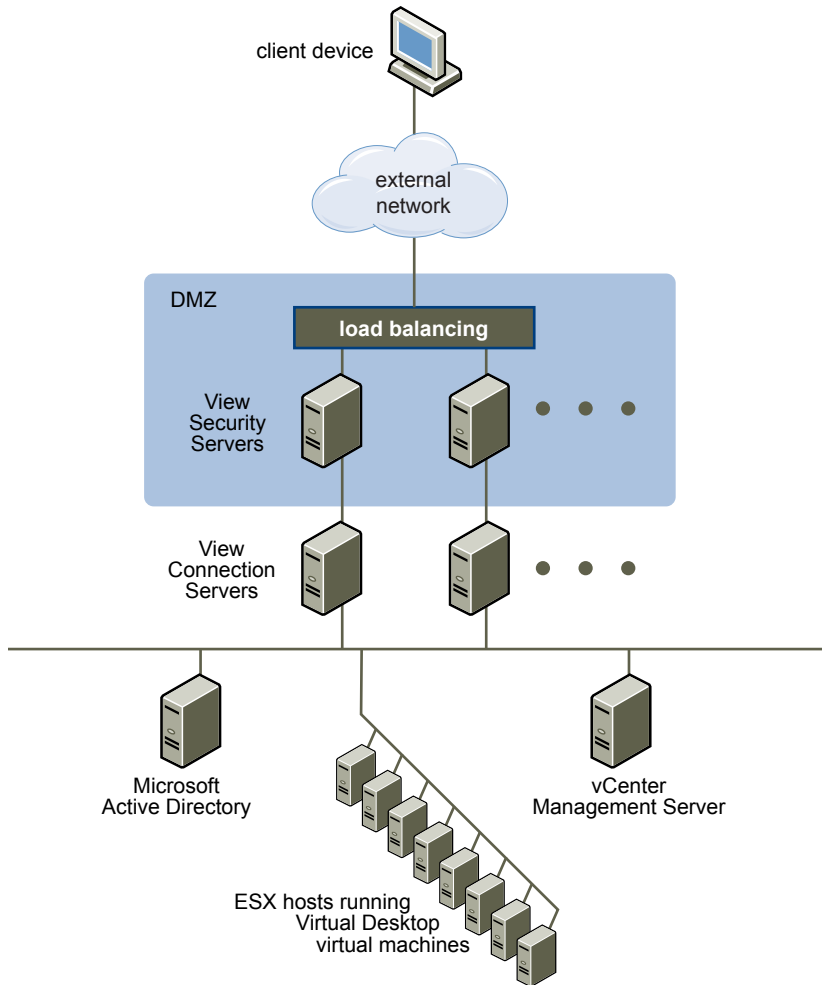 client device
external
network
DMZ
load balancing
View
Security
Servers
View
Connection
Servers
Microsoft
Active Directory
vCenter
Management Server
ESX hosts running
Virtual Desktop
virtual machines